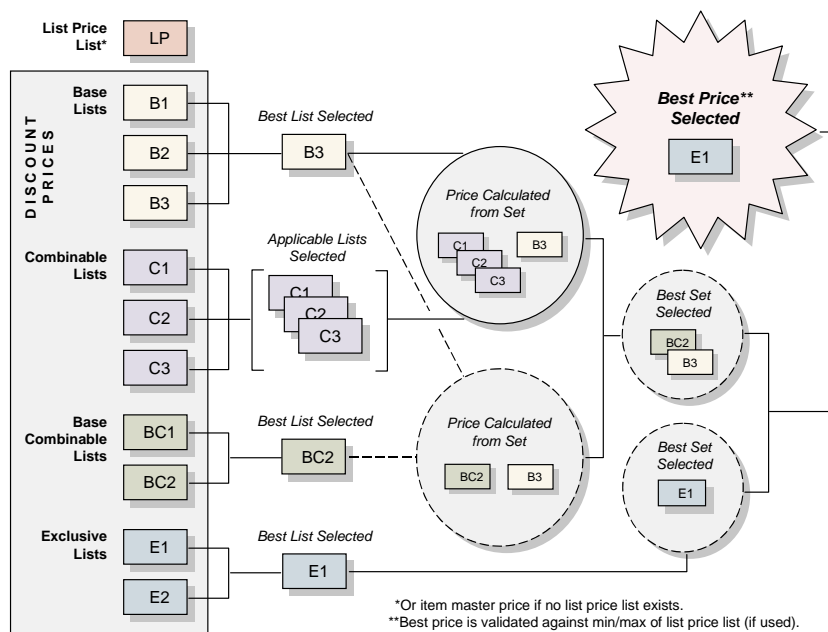 List Price
List*
LP
DISCOUNT
PRICES
Base
Lists
B1
B2
B3
Best List Selected
B3
Combinable
Lists
C1
C2
C3
Applicable Lists
Selected
C1
C2
C3
Base
Combinable
Lists
BC1
BC2
Best List Selected
BC2
Exclusive
Lists
E1
E2
Best List Selected
E1
Price Calculated
from Set
C1
C2
C3
B3
Price Calculated
from Set
BC2
B3
Best Set
Selected
BC2
B3
Best Set
Selected
E1
Best Price**
Selected
E1
*Or item master price if no list price list exists.
**Best price is validated against min/max of list price list (if used).